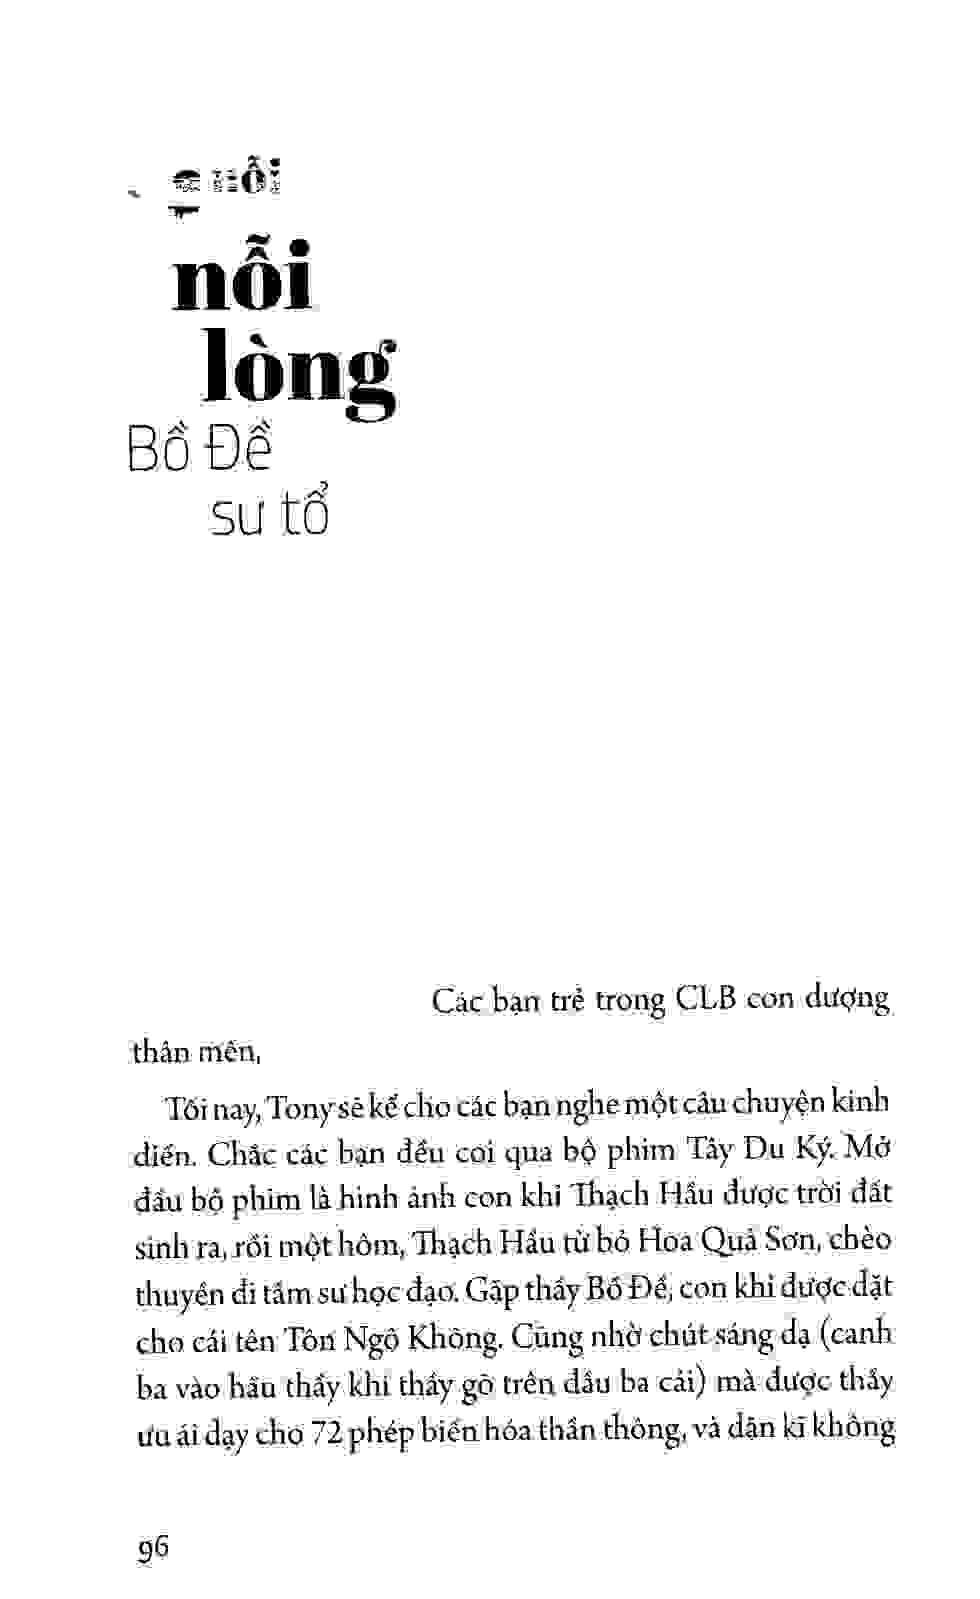 nỗi
lòng
Bồ Đề
sư tổ
Các bạn trẻ trong CLB con dượng
thân mến,
Tối nay, Tony sẽ kể cho các bạn nghe một câu chuyện kinh
điển. Chắc các bạn đều coi qua bộ phim Tây Du Ký. Mở
đầu bộ phim là hình ảnh con khỉ Thạch Hầu được trời đất
sinh ra, rồi một hôm, Thạch Hầu từ bỏ Hoa Quả Sơn, chèo
thuyền đi tầm sư học đạo. Gặp thầy Bồ Đề, con khỉ được đặt
cho cái tên Tôn Ngộ Không. Cũng nhờ chút sáng dạ (canh
ba vào hầu thầy khi thầy gõ trên đầu ba cái) mà được thầy
ưu ái dạy cho 72 phép biến hóa thần thông, và dặn kĩ không
96